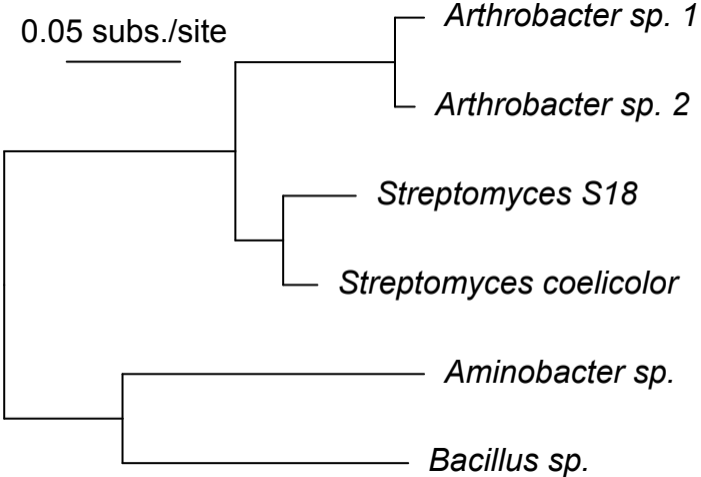 0.05 subs./site
Arthrobacter sp. 1
Arthrobacter sp. 2
Streptomyces S18
Streptomyces coelicolor
Aminobacter sp.
Bacillus sp.